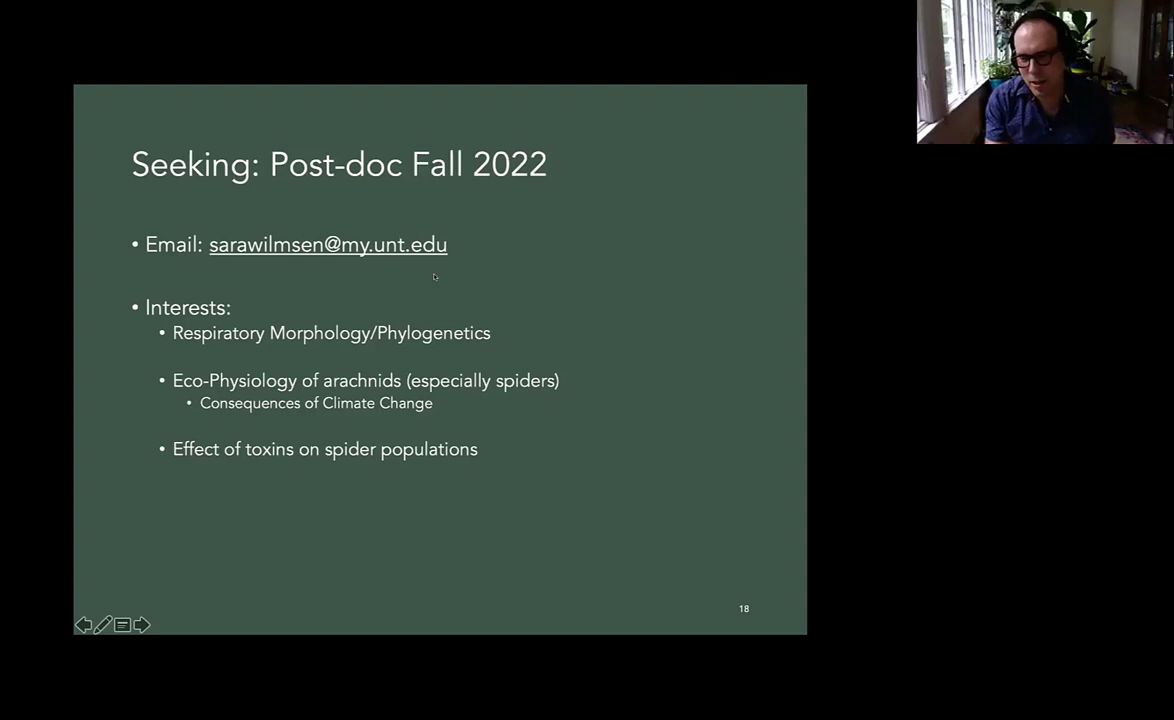 Seeking: Post-doc Fall 2022
• Email: sarawilmsen@my.unt.edu
• Interests:
• Respiratory Morphology/Phylogenetics
• Eco-Physiology of arachnids (especially spiders)
• Consequences of Climate Change
• Effect of toxins on spider populations
18